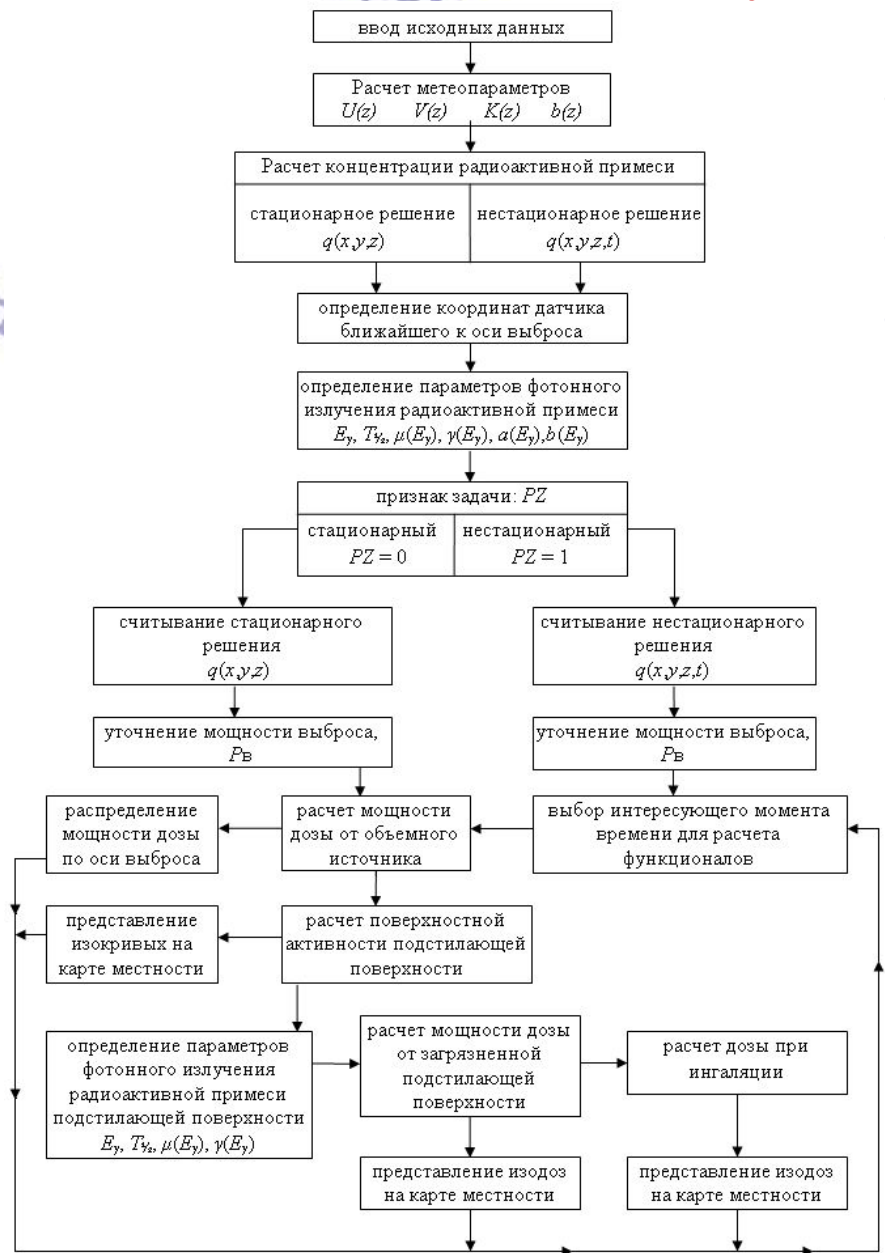 ввод исходных данных
Расчет метеопараметров
U(z) V(z) K(z) b(z)
Расчет концентрации радиоактивной примеси
стационарное решение
q(x,y,z)
нестационарное решение
q(x,y,z,t)
определение координат датчика
ближайшего к оси выброса
определение параметров фотонного
излучения радиоактивной примеси
Eγ, T½, μ(Eγ), γ(Eγ), a(Eγ),b(Eγ)
признак задачи: PZ
стационарный
PZ = 0
нестационарный
PZ = 1
считывание стационарного
решения
q(x,y,z)
считывание нестационарного
решения
q(x,y,z,t)
уточнение мощности выброса,
Pв
уточнение мощности выброса,
Pв
распределение
мощности дозы
по оси выброса
расчет мощности
дозы от объемного
источника
выбор интересующего момента
времени для расчета
функционалов
представление
изокривых на
карте местности
расчет поверхностной
активности подстилающей
поверхности
определение параметров
фотонного излучения
радиоактивной примеси
подстилающей поверхности
Eγ, T½, μ(Eγ), γ(Eγ)
расчет мощности дозы
от загрязненной
подстилающей
поверхности
расчет дозы при
ингаляции
представление изодоз
на карте местности
представление изодоз
на карте местности